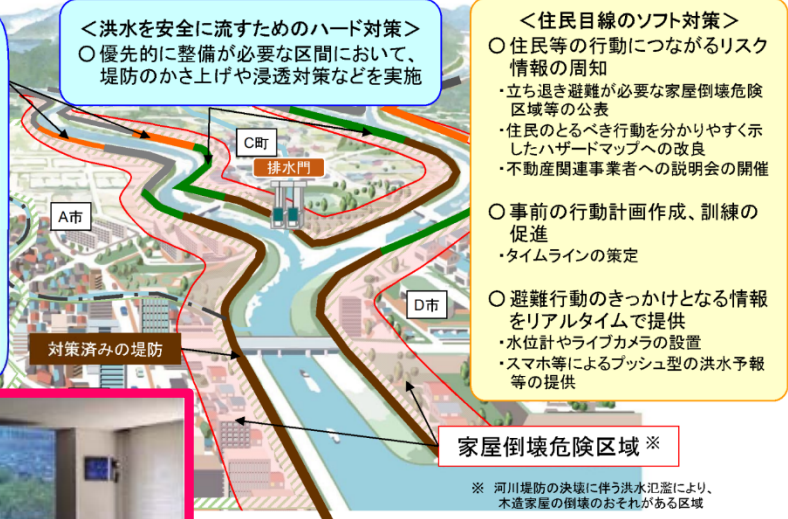 ＜洪水を安全に流すためのハード対策＞
○優先的に整備が必要な区間において、
堤防のかさ上げや浸透対策などを実施
C町
排水門
A市
D市
対策済みの堤防
家屋倒壊危険区域※
※ 河川堤防の決壊に伴う洪水氾濫により、
木造家屋の倒壊のおそれがある区域
＜住民目線のソフト対策＞
○住民等の行動につながるリスク
情報の周知
・立ち退き避難が必要な家屋倒壊危険
区域等の公表
・住民のとるべき行動を分かりやすく示
したハザードマップへの改良
・不動産関連事業者への説明会の開催
○事前の行動計画作成、訓練の
促進
・タイムラインの策定
○避難行動のきっかけとなる情報
をリアルタイムで提供
・水位計やライブカメラの設置
・スマホ等によるプッシュ型の洪水予報
等の提供